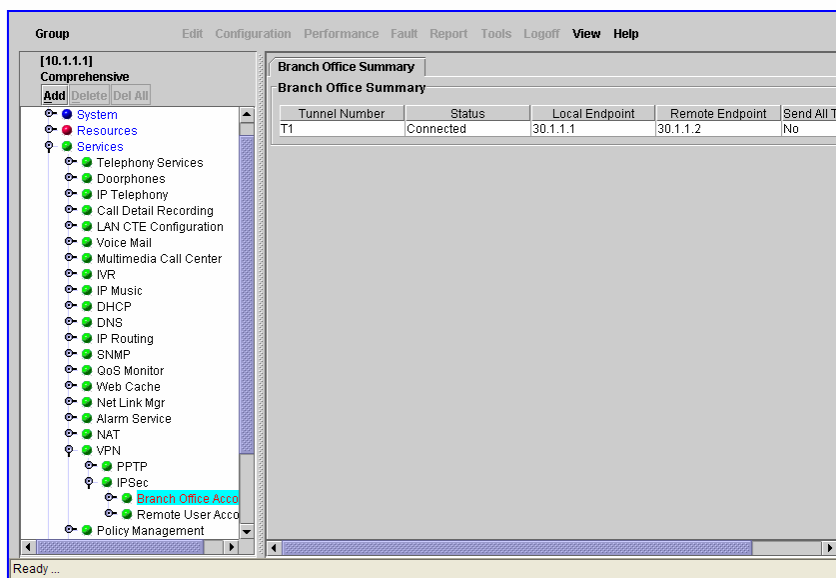 Group Edit Configuration Performance Fault Report Tools Logoff View Help
[10.1.1.1]
Comprehensive
Add Delete Del All
System
Resources
Services
Telephony Services
Doorphones
IP Telephony
Call Detail Recording
LAN CTE Configuration
Voice Mail
Multimedia Call Center
IVR
IP Music
DHCP
DNS
IP Routing
SNMP
QoS Monitor
Web Cache
Net Link Mgr
Alarm Service
NAT
VPN
PPTP
IPSec
Branch Office Acco
Remote User Acco
Policy Management
Branch Office Summary
Branch Office Summary
Tunnel Number Status Local Endpoint Remote Endpoint Send All T
T1 Connected 30.1.1.1 30.1.1.2 No
Ready ...